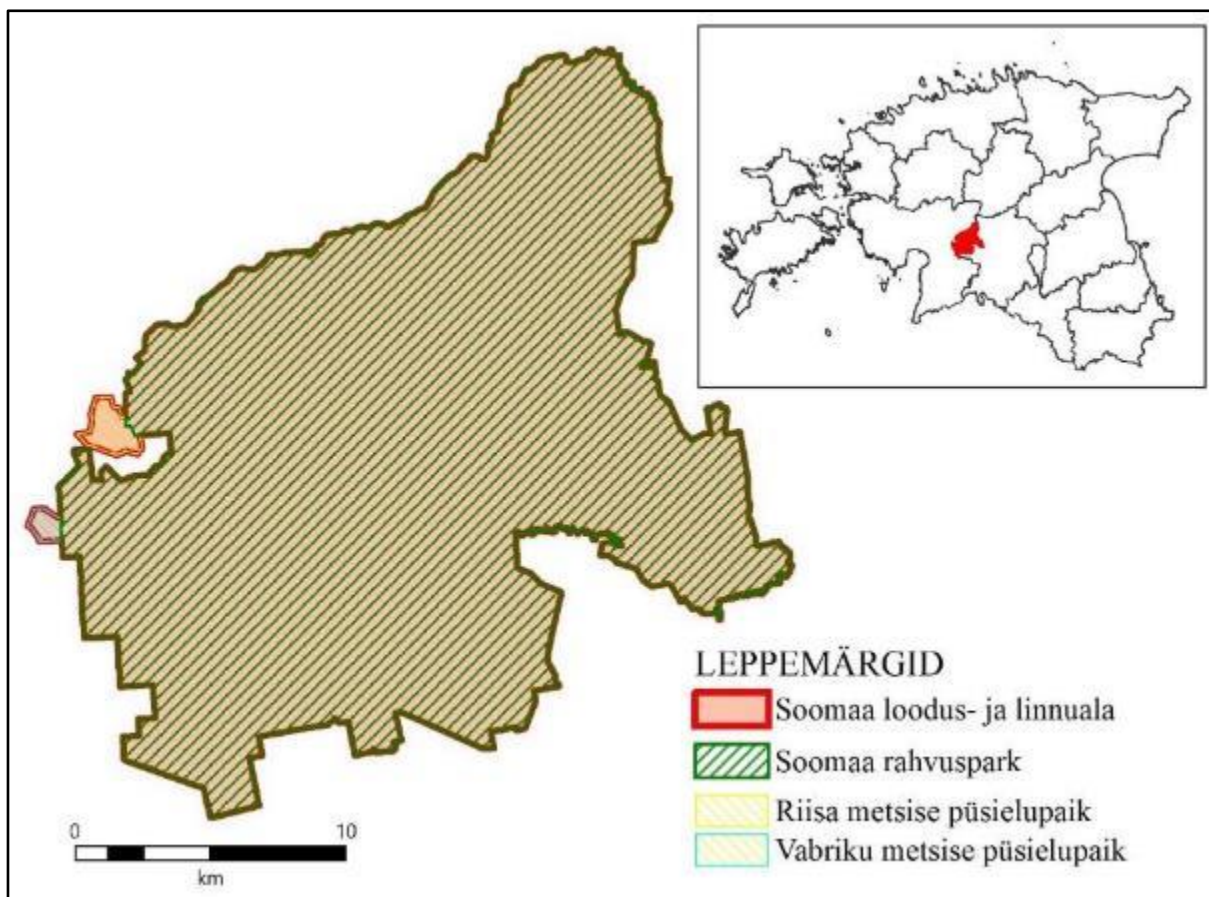 LEPPEMÄRGID
Soomaa loodus- ja linnuala
Soomaa rahvuspark
Riisa metsise püsielupaik
Vabriku metsise püsielupaik
0 10
km